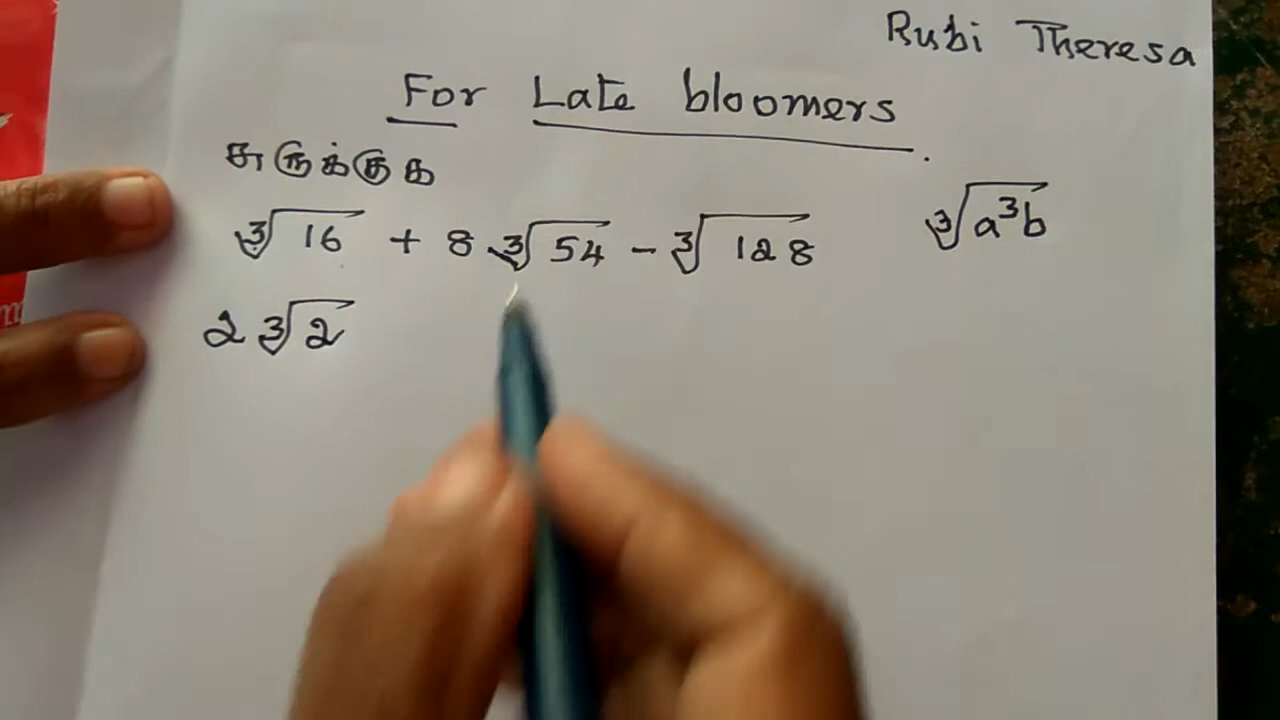 Rubi Theresa
For Late bloomers.
சுருக்குக
∛16 + 8 ∛54 - ∛128
∛a³b
2 ∛2